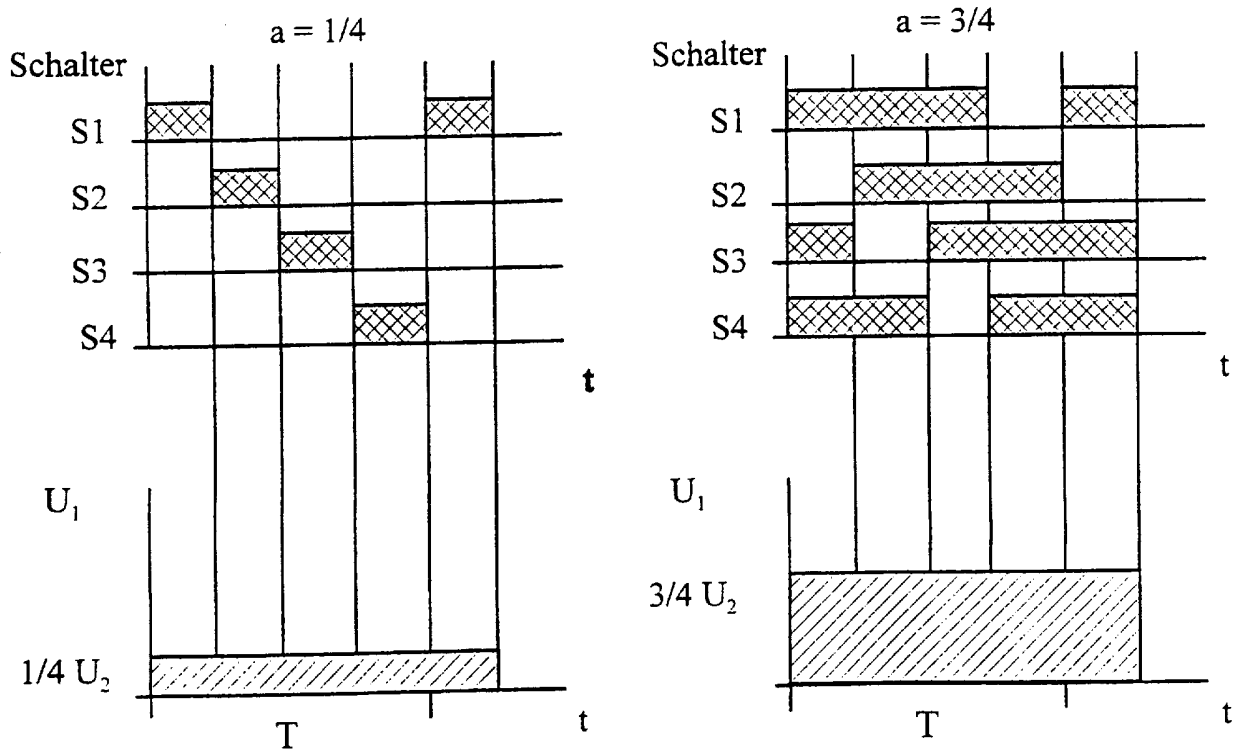 a = 1/4
Schalter
S1
S2
S3
S4
t
U₁
1/4 U₂
T
t
a = 3/4
Schalter
S1
S2
S3
S4
t
U₁
3/4 U₂
T
t